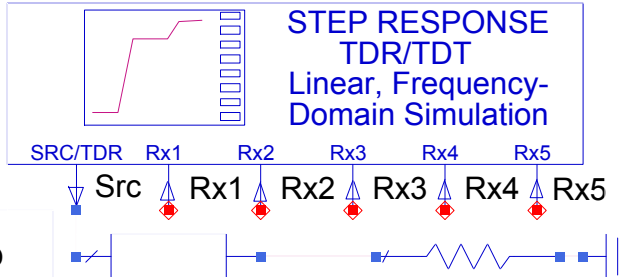 STEP RESPONSE
TDR/TDT
Linear, Frequency-
Domain Simulation
SRC/TDR Rx1 Rx2 Rx3 Rx4 Rx5
Src Rx1 Rx2 Rx3 Rx4 Rx5